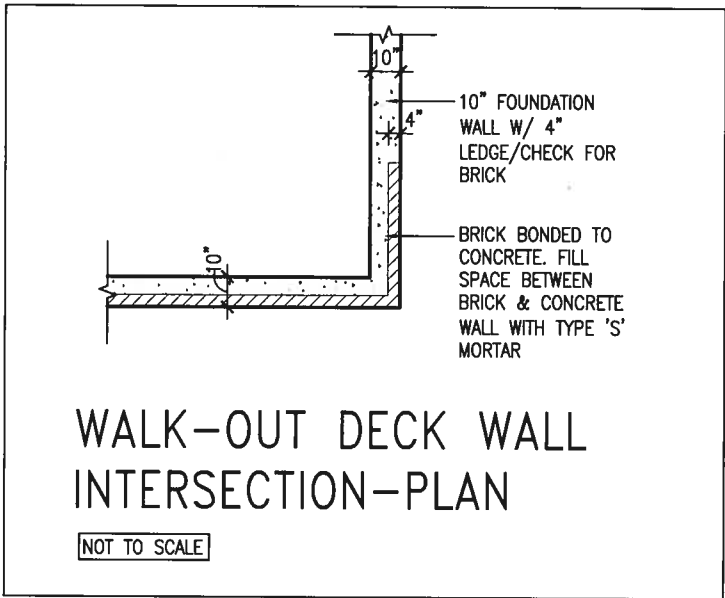 10"
4"
10" FOUNDATION
WALL W/ 4"
LEDGE/CHECK FOR
BRICK
10"
BRICK BONDED TO
CONCRETE. FILL
SPACE BETWEEN
BRICK & CONCRETE
WALL WITH TYPE 'S'
MORTAR
WALK-OUT DECK WALL
INTERSECTION-PLAN
NOT TO SCALE